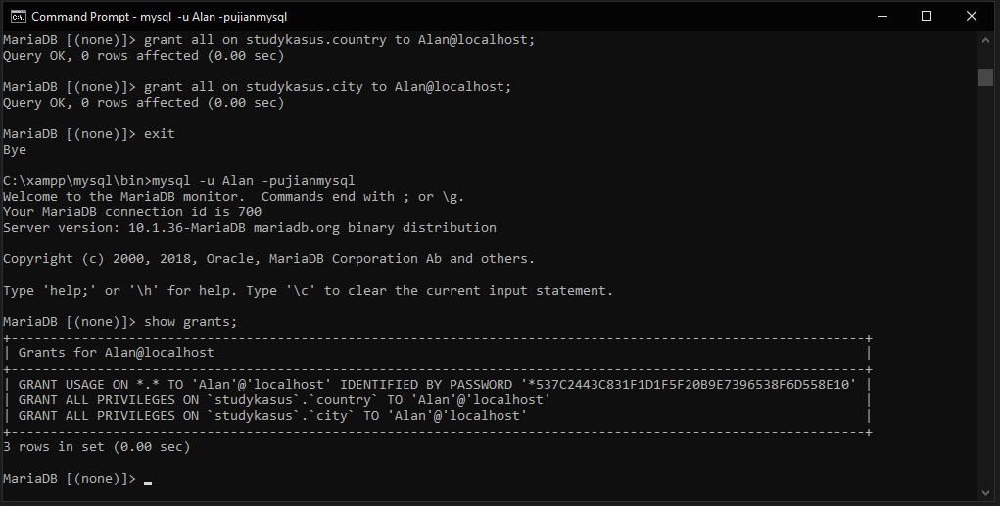 Command Prompt - mysql  -u Alan -pujianmysql
MariaDB [(none)]> grant all on studykasus.country to Alan@localhost;
Query OK, 0 rows affected (0.00 sec)
MariaDB [(none)]> grant all on studykasus.city to Alan@localhost;
Query OK, 0 rows affected (0.00 sec)
MariaDB [(none)]> exit
Bye
C:\xampp\mysql\bin>mysql -u Alan -pujianmysql
Welcome to the MariaDB monitor.  Commands end with ; or \g.
Your MariaDB connection id is 700
Server version: 10.1.36-MariaDB mariadb.org binary distribution
Copyright (c) 2000, 2018, Oracle, MariaDB Corporation Ab and others.
Type 'help;' or '\h' for help. Type '\c' to clear the current input statement.
MariaDB [(none)]> show grants;
+-------------------------------------------------------------------------------------------------------------+
| Grants for Alan@localhost                                                                                   |
+-------------------------------------------------------------------------------------------------------------+
| GRANT USAGE ON *.* TO 'Alan'@'localhost' IDENTIFIED BY PASSWORD '*537C2443C831F1D1F5F20B9E7396538F6D558E10' |
| GRANT ALL PRIVILEGES ON `studykasus`.`country` TO 'Alan'@'localhost'                                        |
| GRANT ALL PRIVILEGES ON `studykasus`.`city` TO 'Alan'@'localhost'                                           |
+-------------------------------------------------------------------------------------------------------------+
3 rows in set (0.00 sec)
MariaDB [(none)]>